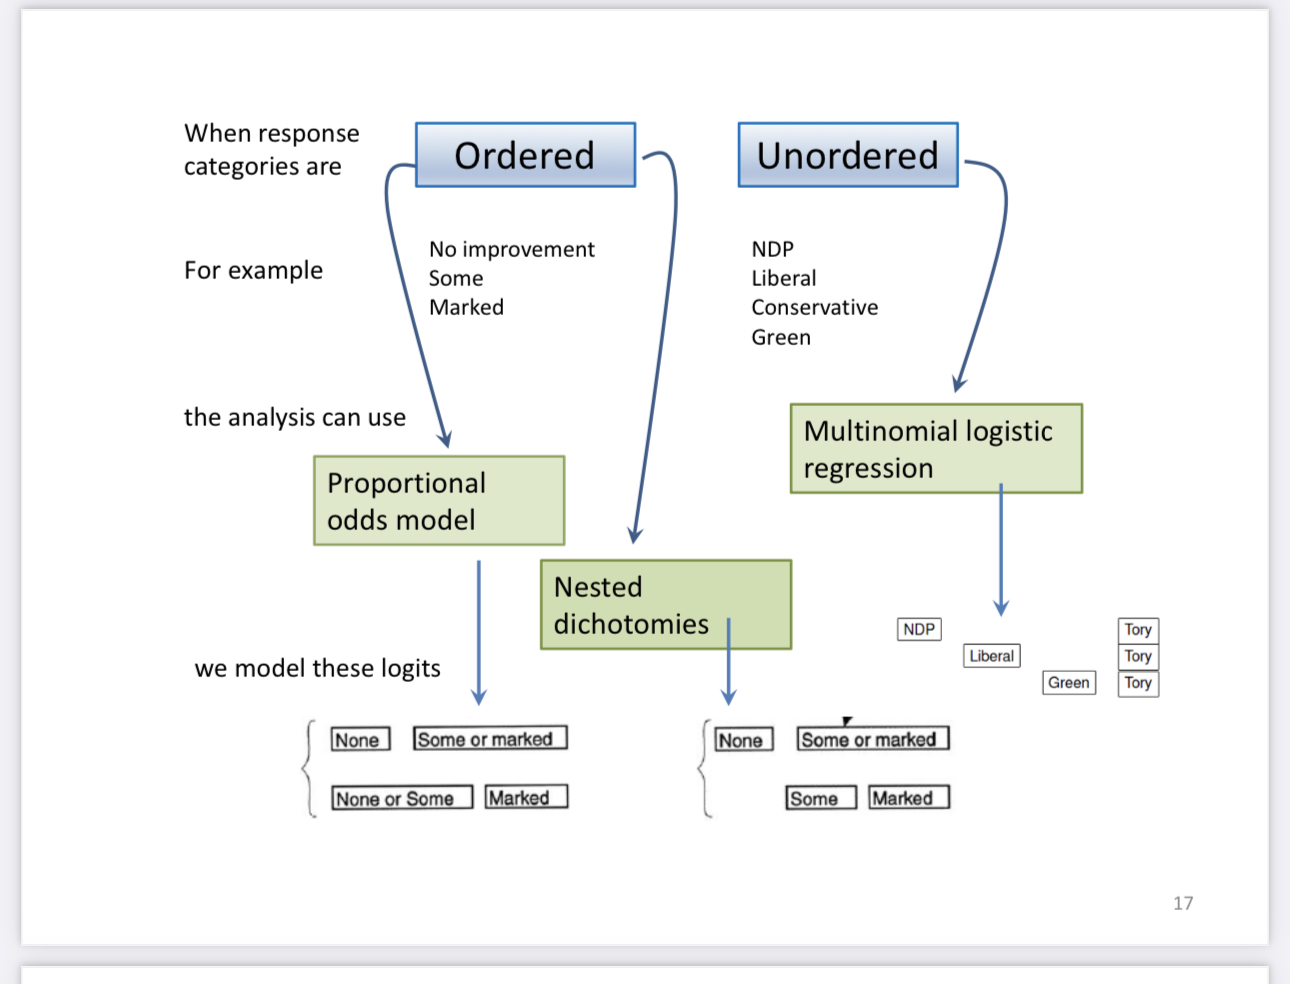 When response
categories are
Ordered
Unordered
For example
No improvement
Some
Marked
NDP
Liberal
Conservative
Green
the analysis can use
Proportional
odds model
Nested
dichotomies
Multinomial logistic
regression
we model these logits
NDP Tory
Liberal Tory
Green Tory
None Some or marked
None or Some Marked
None Some or marked
Some Marked
17